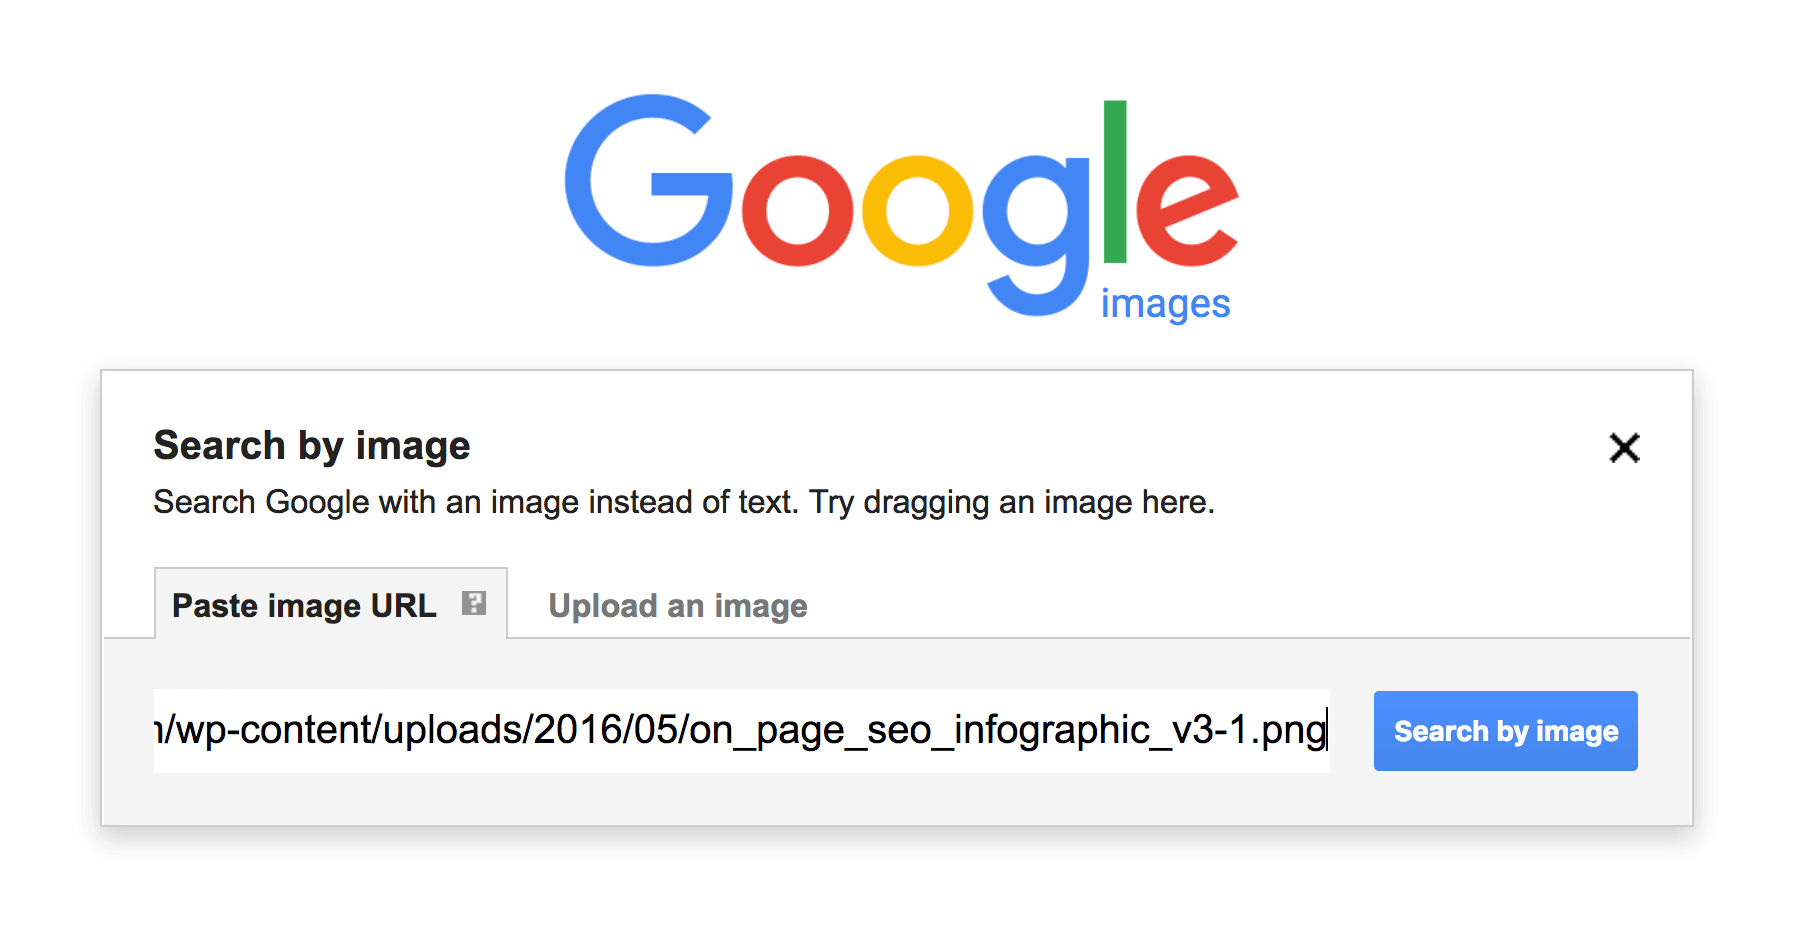 Google
images
Search by image
Search Google with an image instead of text. Try dragging an image here.
Paste image URL ?
Upload an image
/wp-content/uploads/2016/05/on_page_seo_infographic_v3-1.png
Search by image